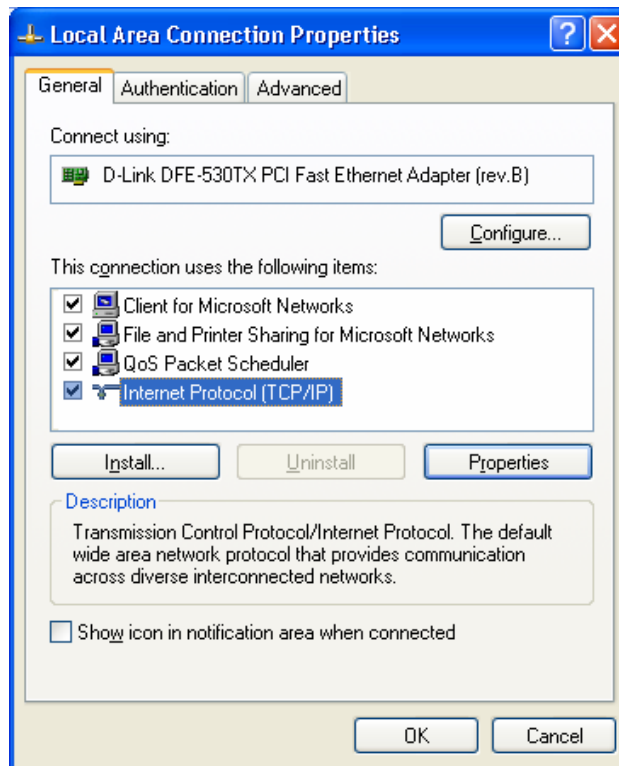 Local Area Connection Properties
General Authentication Advanced
Connect using:
D-Link DFE-530TX PCI Fast Ethernet Adapter (rev.B)
Configure...
This connection uses the following items:
Client for Microsoft Networks
File and Printer Sharing for Microsoft Networks
QoS Packet Scheduler
Internet Protocol (TCP/IP)
Install... Uninstall Properties
Description
Transmission Control Protocol/Internet Protocol. The default
wide area network protocol that provides communication
across diverse interconnected networks.
Show icon in notification area when connected
OK Cancel